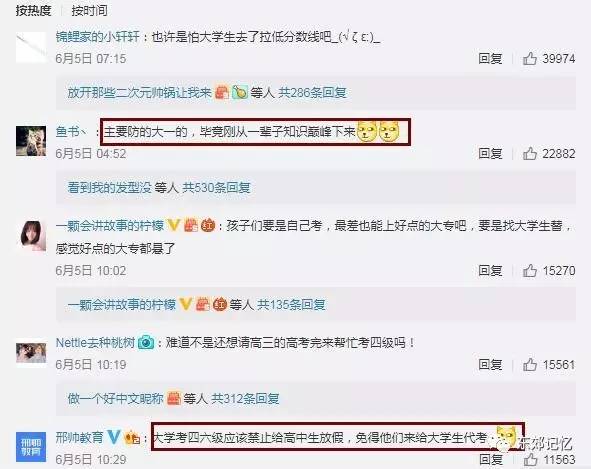 按热度 按时间
锦鲤家的小轩轩：也许是怕大学生去了拉低分数线吧_(√ ζ ε:)_
6月5日 07:15 回复 39974
放开那些二次元帅锅让我来 等人 共286条回复
鱼书丶：主要防的大一的，毕竟刚从一辈子知识巅峰下来
6月5日 04:52 回复 22882
看到我的发型没 等人 共530条回复
一颗会讲故事的柠檬：孩子们要是自己考，最差也能上好点的大专吧，要是找大学生替，
感觉好点的大专都悬了
6月5日 10:02 回复 15270
一颗会讲故事的柠檬 等人 共135条回复
Nettle去种桃树：难道不是还想请高三的高考完来帮忙考四级吗！
6月5日 10:19 回复 15561
做一个好中文昵称 等人 共312条回复
邢帅教育：大学考四六级应该禁止给高中生放假，免得他们来给大学生代考
6月5日 10:29 回复 11563
邢帅
教育
东郊记忆